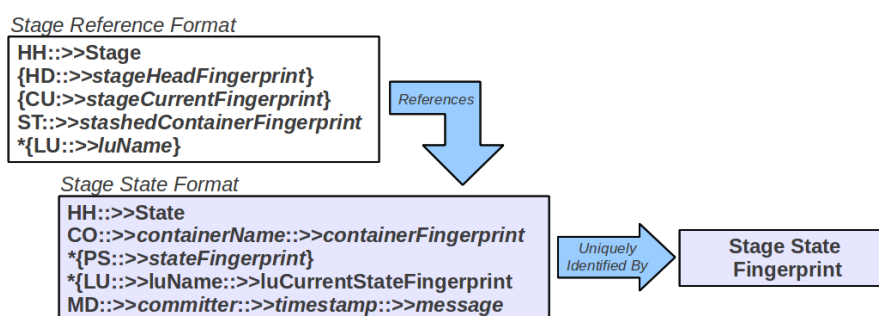 Stage Reference Format
HH::>>Stage
{HD::>>stageHeadFingerprint}
{CU:>>stageCurrentFingerprint}
ST::>>stashedContainerFingerprint
*{LU::>>luName}
References
Stage State Format
HH::>>State
CO::>>containerName::>>containerFingerprint
*{PS::>>stateFingerprint}
*{LU::>>luName::>>luCurrentStateFingerprint
MD::>>committer::>>timestamp::>>message
Uniquely
Identified By
Stage State
Fingerprint